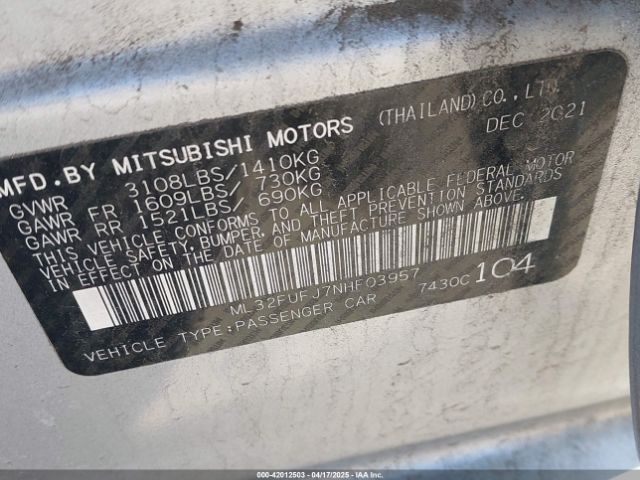 MFD.BY MITSUBISHI MOTORS (THAILAND)CO.,LTD.
DEC 2021
GVWR 3108LBS/1410KG
GAWR FR 1609LBS/ 730KG
GAWR RR 1521LBS/ 690KG
THIS VEHICLE CONFORMS TO ALL APPLICABLE FEDERAL MOTOR
VEHICLE SAFETY,BUMPER, AND THEFT PREVENTION STANDARDS
IN EFFECT ON THE DATE OF MANUFACTURE SHOWN ABOVE.
ML32FUFJ7NHF03957
VEHICLE TYPE:PASSENGER CAR 7430C 104
000-42012503 - 04/17/2025 - IAA Inc.